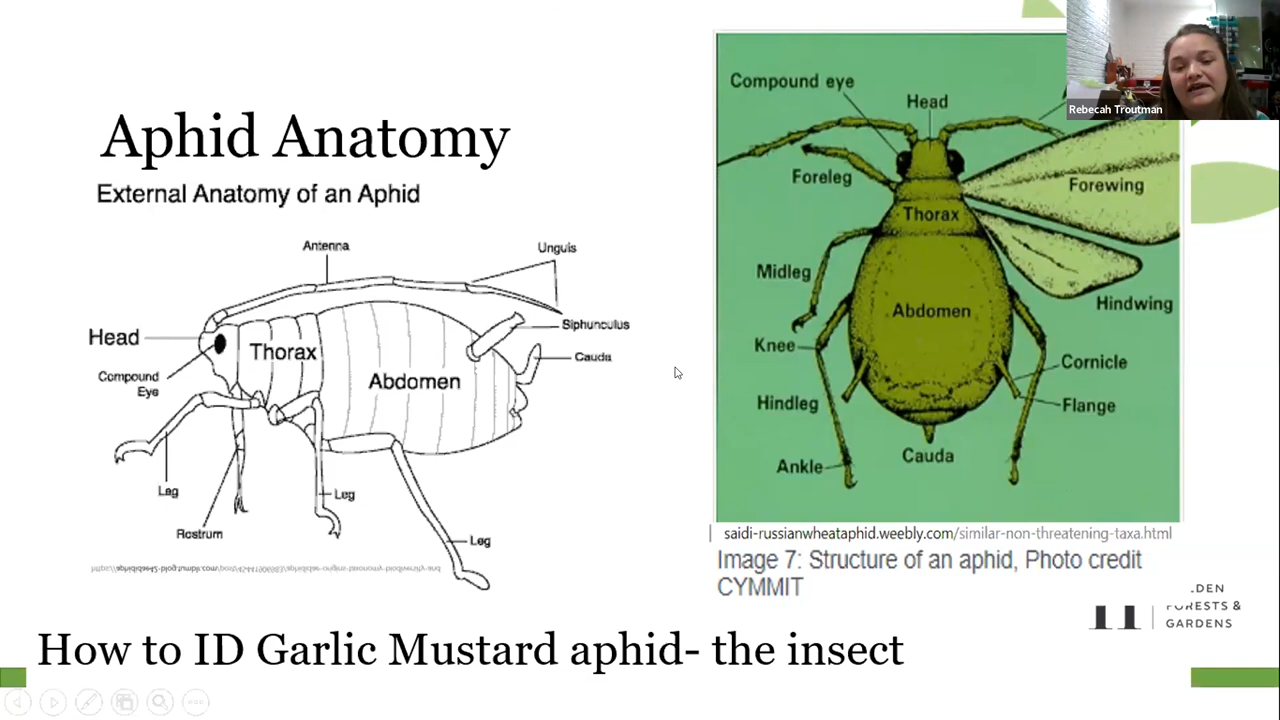 Aphid Anatomy
External Anatomy of an Aphid
Antenna
Unguis
Head
Thorax
Siphunculus
Cauda
Compound
Eye
Abdomen
Leg
Leg
Rostrum
Leg
Compound eye
Head
Foreleg
Forewing
Thorax
Midleg
Hindwing
Abdomen
Knee
Cornicle
Hindleg
Flange
Cauda
Ankle
saidi-russianwheataphid.weebly.com/similar-non-threatening-taxa.html
Image 7: Structure of an aphid, Photo credit
CYMMIT
Rebecah Troutman
FORESTS &
GARDENS
How to ID Garlic Mustard aphid- the insect